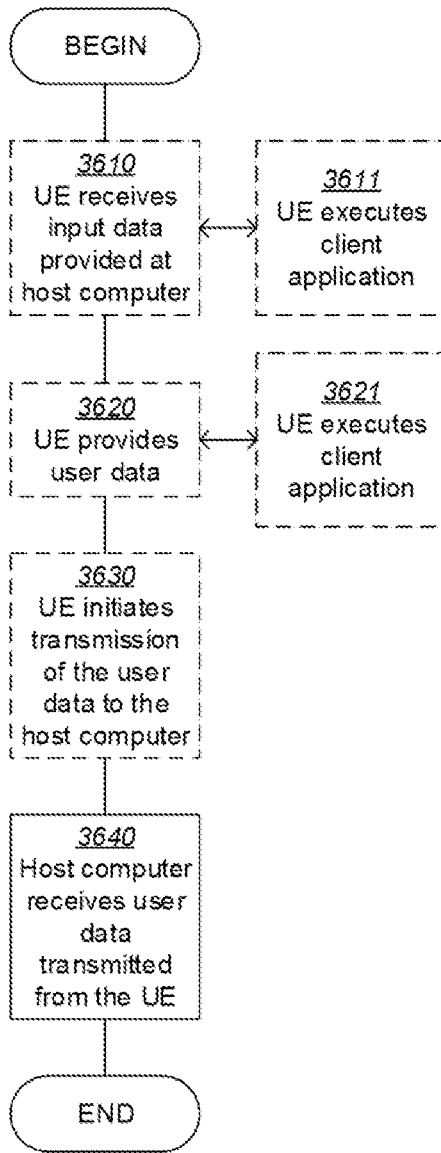 BEGIN
3610
UE receives
input data
provided at
host computer
3611
UE executes
client
application
3620
UE provides
user data
3621
UE executes
client
application
3630
UE initiates
transmission
of the user
data to the
host computer
3640
Host computer
receives user
data
transmitted
from the UE
END